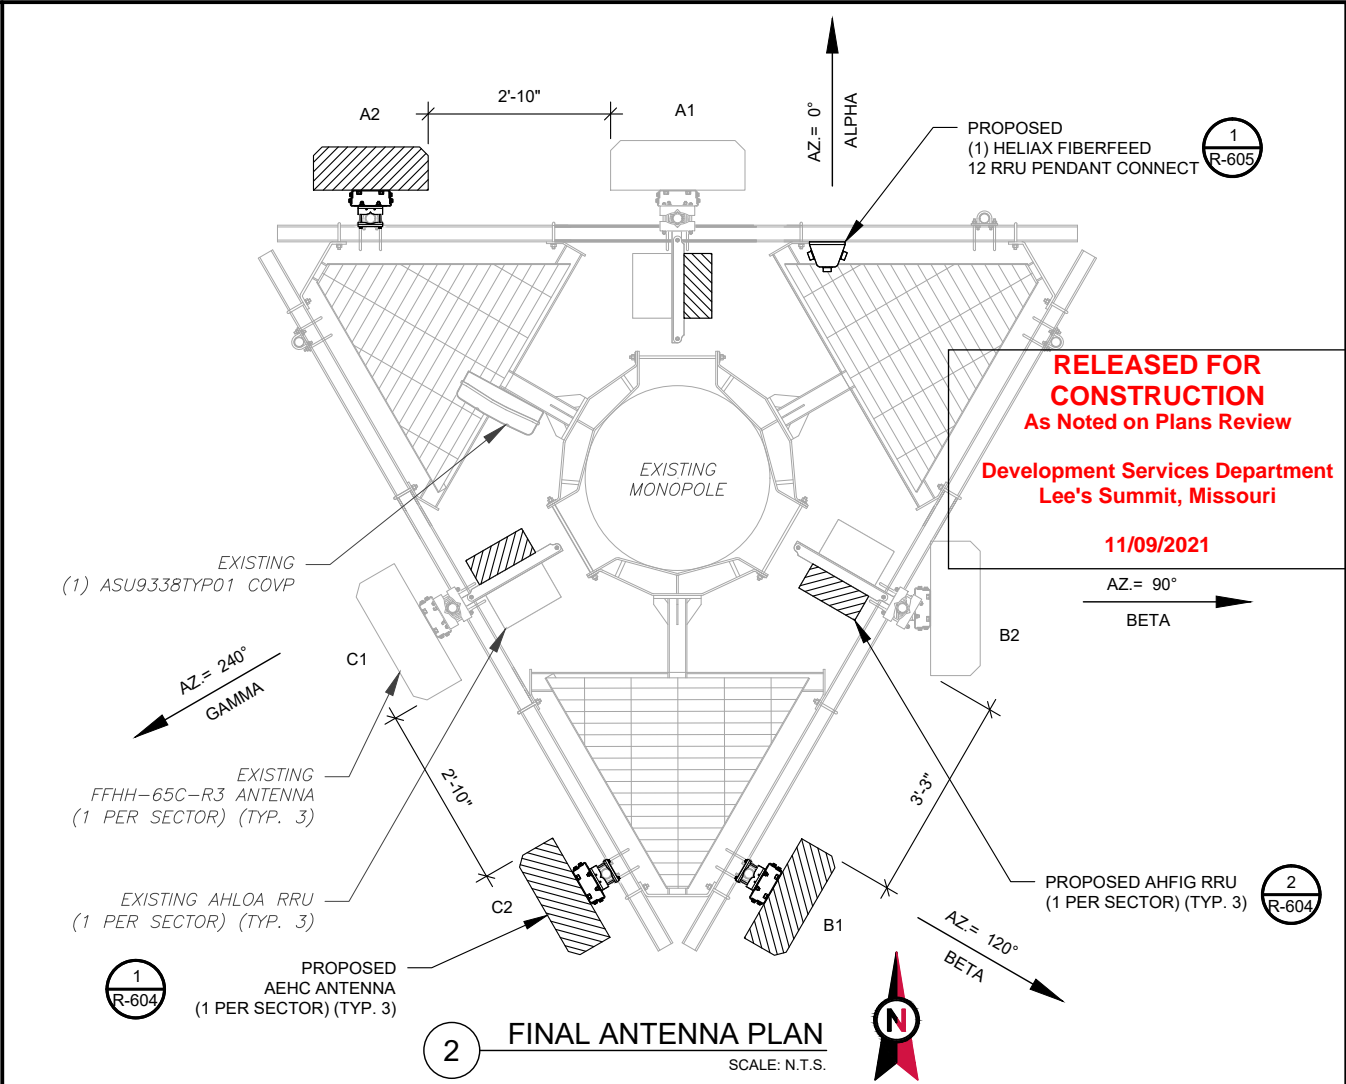 A2
2'-10"
A1
AZ.= 0°
ALPHA
PROPOSED
(1) HELIAX FIBERFEED
12 RRU PENDANT CONNECT
1
R-605
RELEASED FOR
CONSTRUCTION
As Noted on Plans Review
Development Services Department
Lee's Summit, Missouri
11/09/2021
EXISTING
MONOPOLE
EXISTING
(1) ASU9338TYP01 COVP
AZ.= 90°
BETA
B2
C1
AZ.= 240°
GAMMA
EXISTING
FFHH-65C-R3 ANTENNA
(1 PER SECTOR) (TYP. 3)
2'-10"
3'-3"
EXISTING AHLOA RRU
(1 PER SECTOR) (TYP. 3)
C2
B1
PROPOSED AHFIG RRU
(1 PER SECTOR) (TYP. 3)
2
R-604
AZ.= 120°
BETA
1
R-604
PROPOSED
AEHC ANTENNA
(1 PER SECTOR) (TYP. 3)
N
2
FINAL ANTENNA PLAN
SCALE: N.T.S.